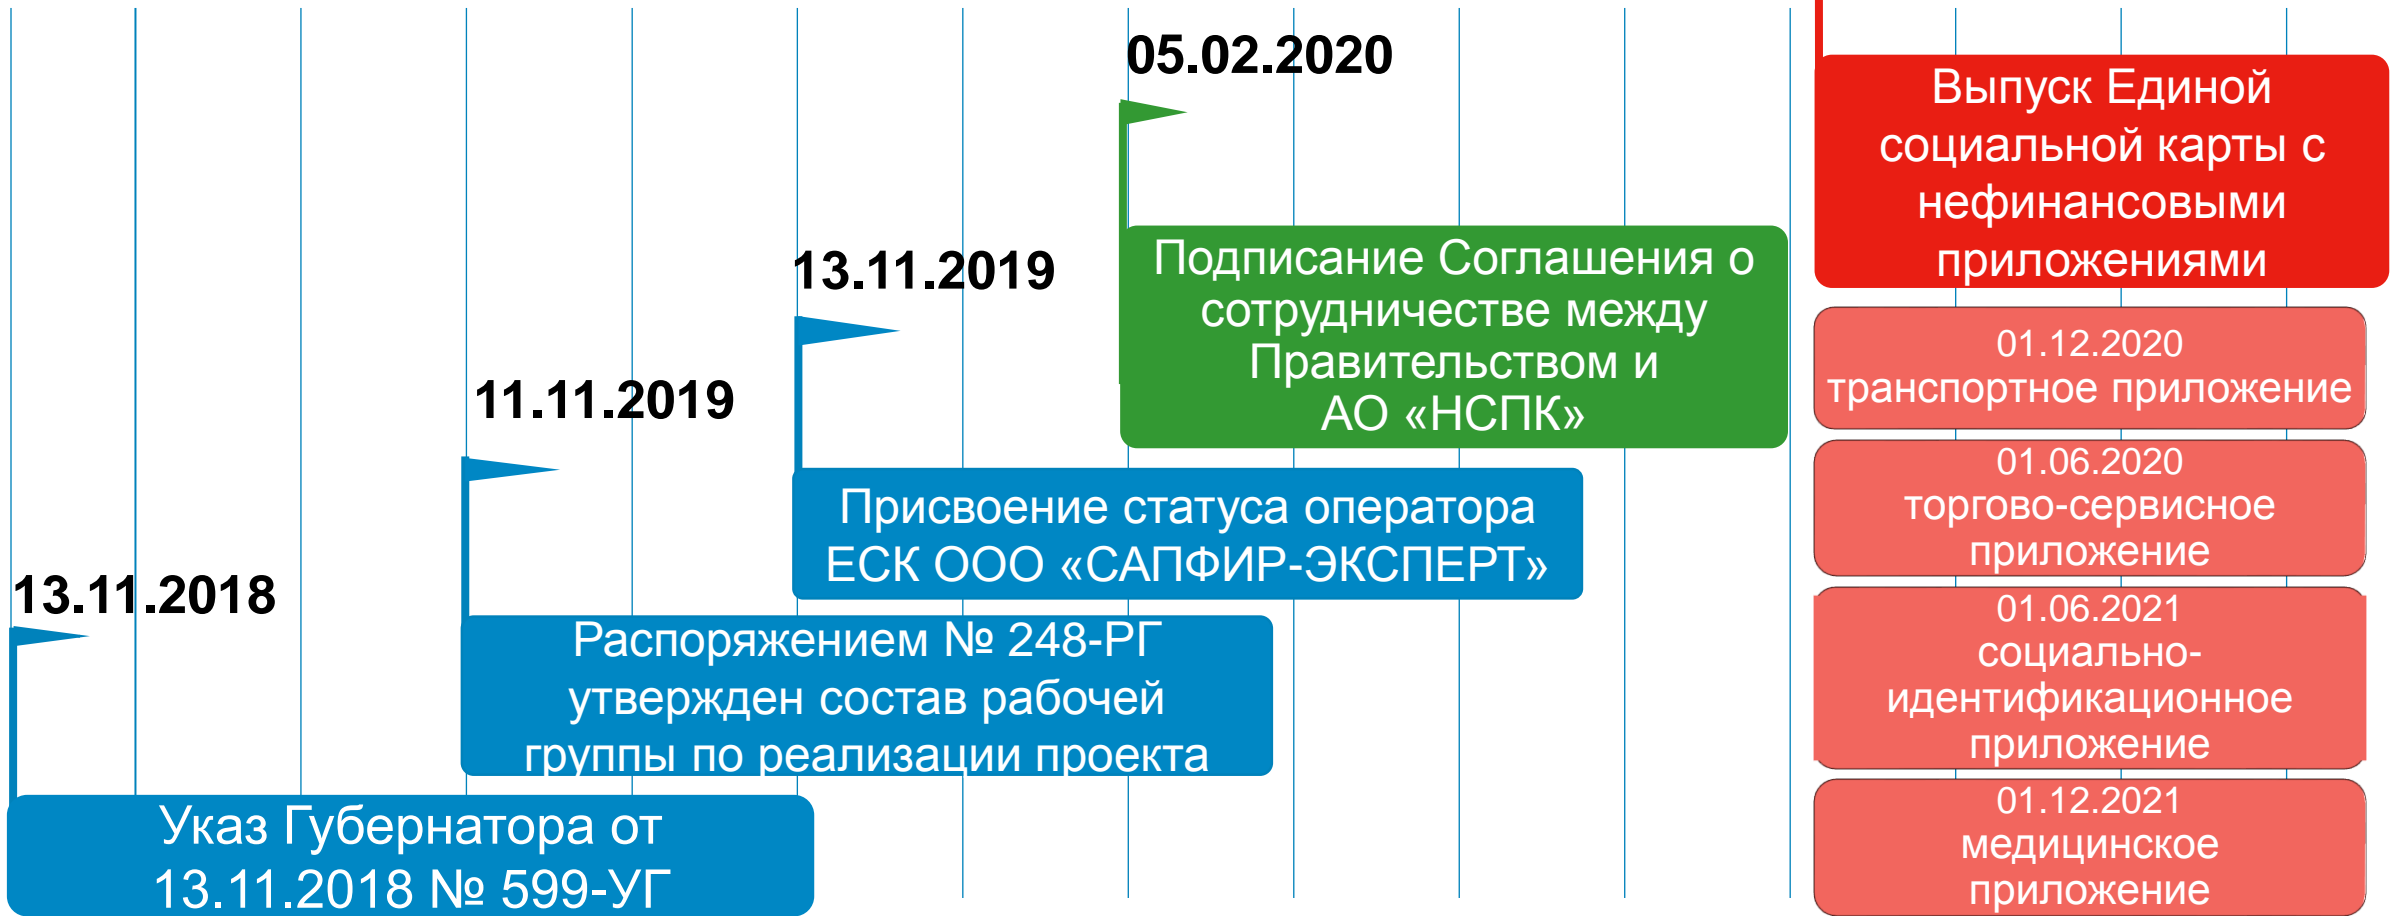 13.11.2018
Указ Губернатора от
13.11.2018 № 599-УГ
11.11.2019
Распоряжением № 248-РГ
утвержден состав рабочей
группы по реализации проекта
13.11.2019
Присвоение статуса оператора
ЕСК ООО «САПФИР-ЭКСПЕРТ»
05.02.2020
Подписание Соглашения о
сотрудничестве между
Правительством и
АО «НСПК»
Выпуск Единой
социальной карты с
нефинансовыми
приложениями
01.12.2020
транспортное приложение
01.06.2020
торгово-сервисное
приложение
01.06.2021
социально-
идентификационное
приложение
01.12.2021
медицинское
приложение